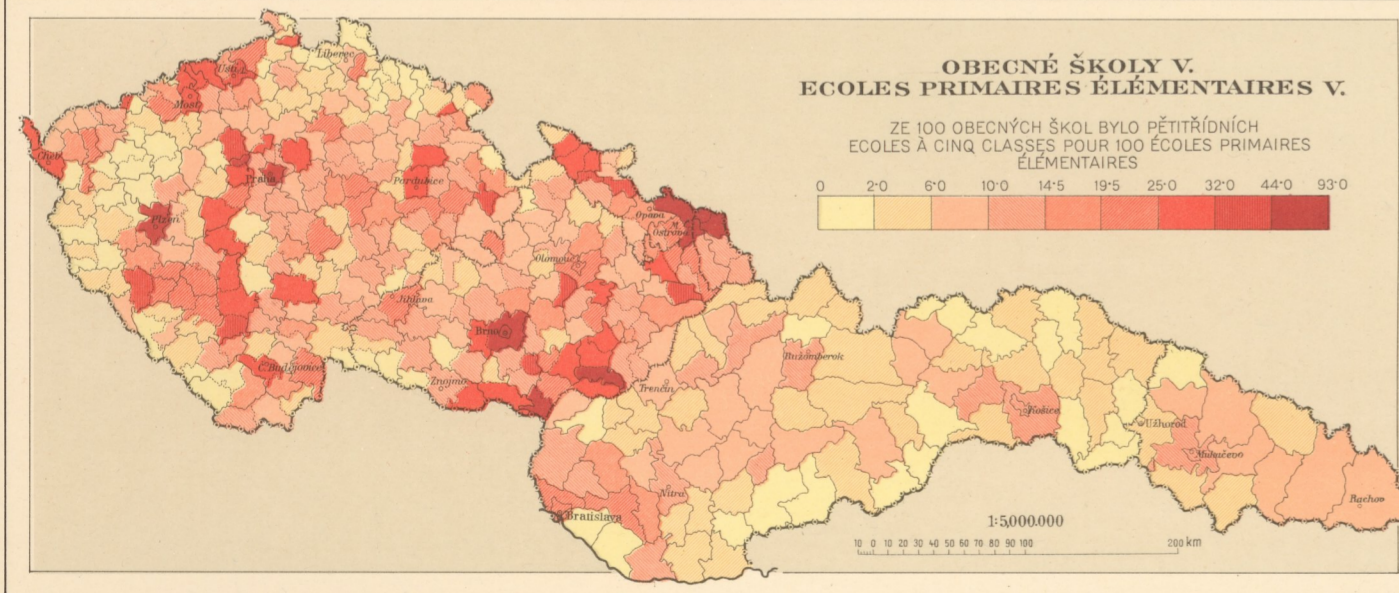 OBECNÉ ŠKOLY V.
ECOLES PRIMAIRES ÉLÉMENTAIRES V.
ZE 100 OBECNÝCH ŠKOL BYLO PĚTITŘÍDNÍCH
ECOLES À CINQ CLASSES POUR 100 ÉCOLES PRIMAIRES
ÉLÉMENTAIRES
0 2·0 6·0 10·0 14·5 19·5 25·0 32·0 44·0 93·0
Liberec
Ústí
Most
Cheb
Praha
Pardubice
Plzeň
Opava
M.
Ostrava
Olomouc
Jihlava
Brno
Ružomberok
Č. Budějovice
Znojmo
Trenčín
Košice
Užhorod
Mukačevo
Nitra
Rachov
Bratislava
1:5,000.000
10 0 10 20 30 40 50 60 70 80 90 100 200 km